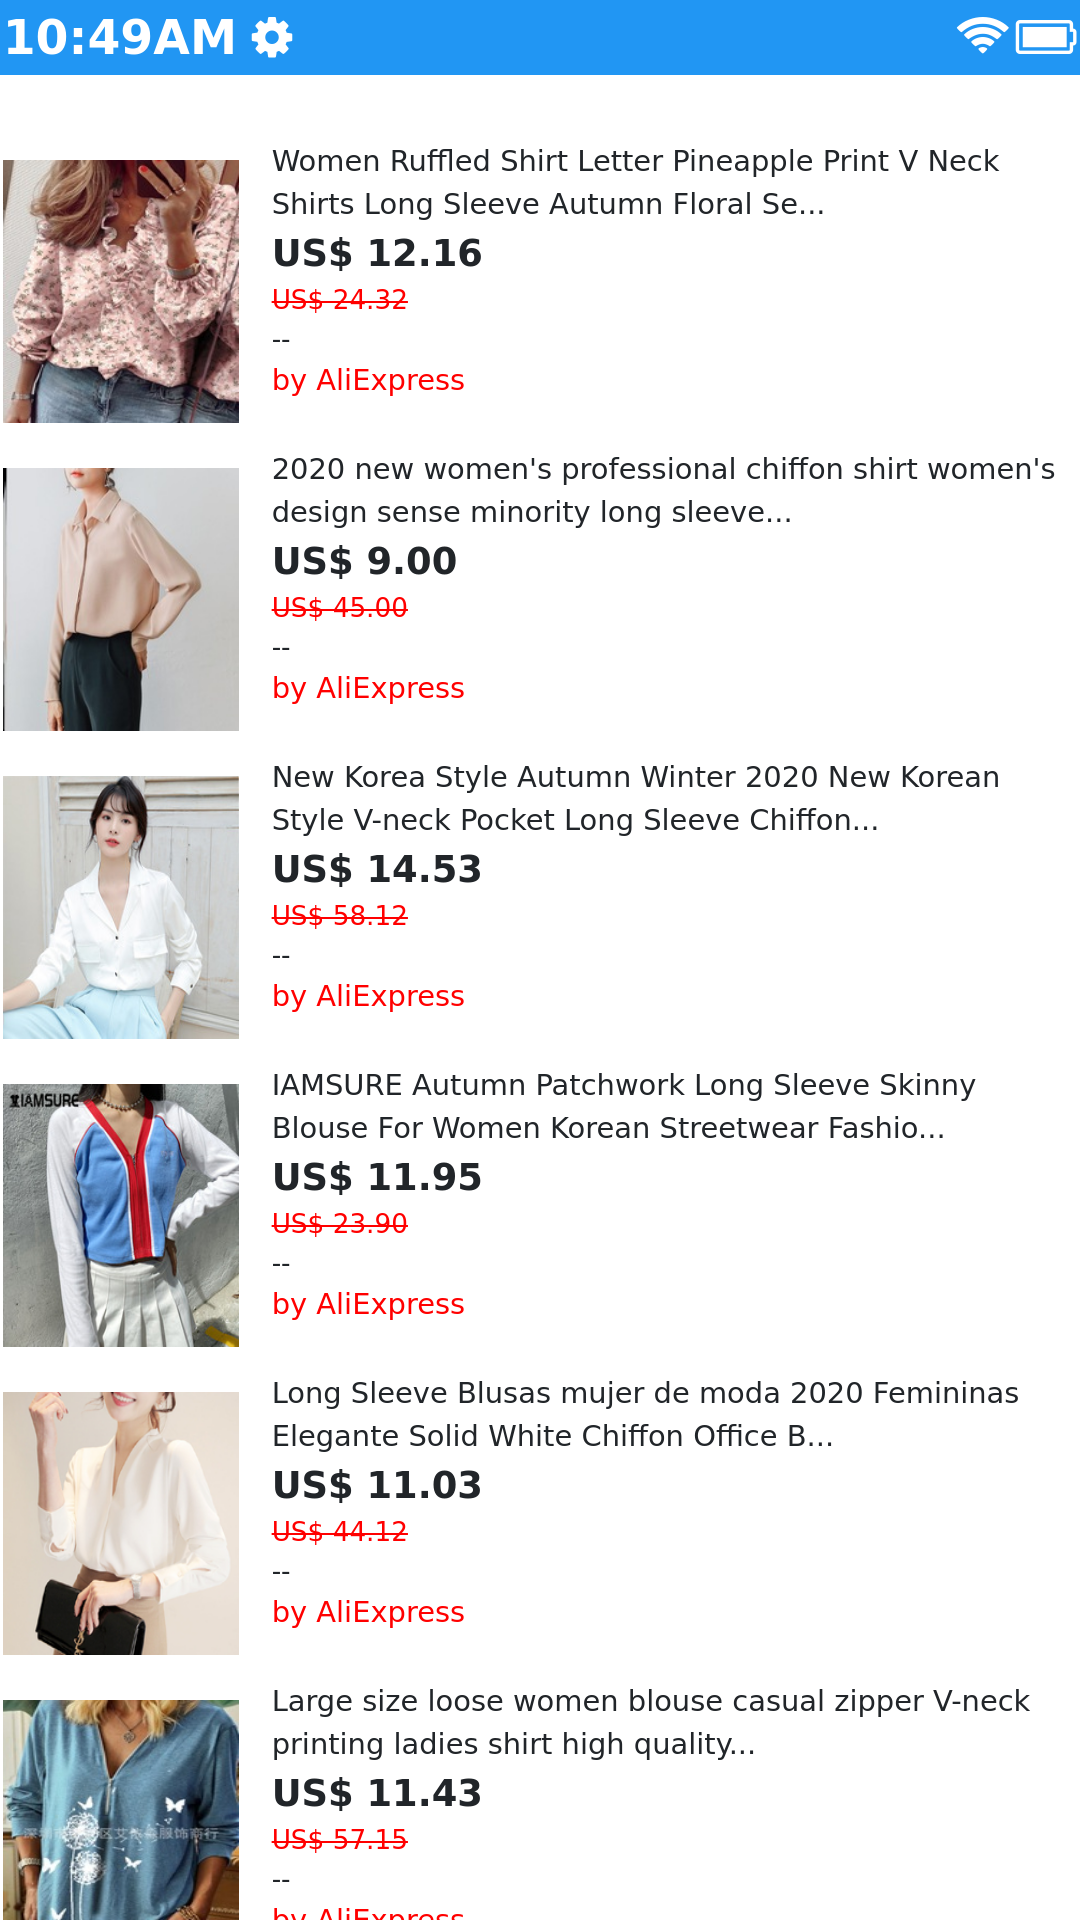 10:49AM
Women Ruffled Shirt Letter Pineapple Print V Neck
Shirts Long Sleeve Autumn Floral Se...
US$ 12.16
US$ 24.32
--
by AliExpress
2020 new women's professional chiffon shirt women's
design sense minority long sleeve...
US$ 9.00
US$ 45.00
--
by AliExpress
New Korea Style Autumn Winter 2020 New Korean
Style V-neck Pocket Long Sleeve Chiffon...
US$ 14.53
US$ 58.12
--
by AliExpress
IAMSURE
IAMSURE Autumn Patchwork Long Sleeve Skinny
Blouse For Women Korean Streetwear Fashio...
US$ 11.95
US$ 23.90
--
by AliExpress
Long Sleeve Blusas mujer de moda 2020 Femininas
Elegante Solid White Chiffon Office B...
US$ 11.03
US$ 44.12
--
by AliExpress
Large size loose women blouse casual zipper V-neck
printing ladies shirt high quality...
US$ 11.43
US$ 57.15
--
by AliExpress